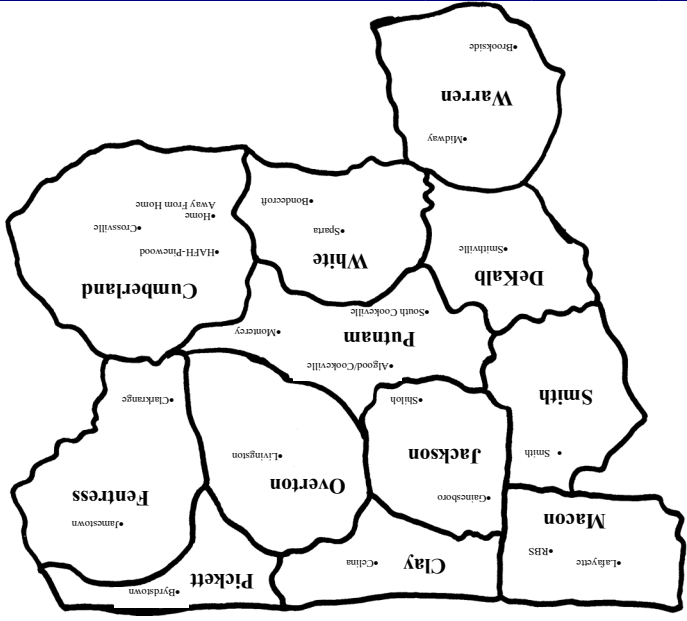 Macon
Lafayette
RBS
Clay
Celina
Pickett
Byrdstown
Smith
Smith
Jackson
Gainesboro
Shiloh
Overton
Livingston
Fentress
Jamestown
Clarkrange
Putnam
Algood/Cookeville
Monterey
South Cookeville
DeKalb
Smithville
White
Sparta
Bondecroft
Cumberland
HAFH-Pinewood
Crossville
Home
Away From Home
Midway
Warren
Brookside